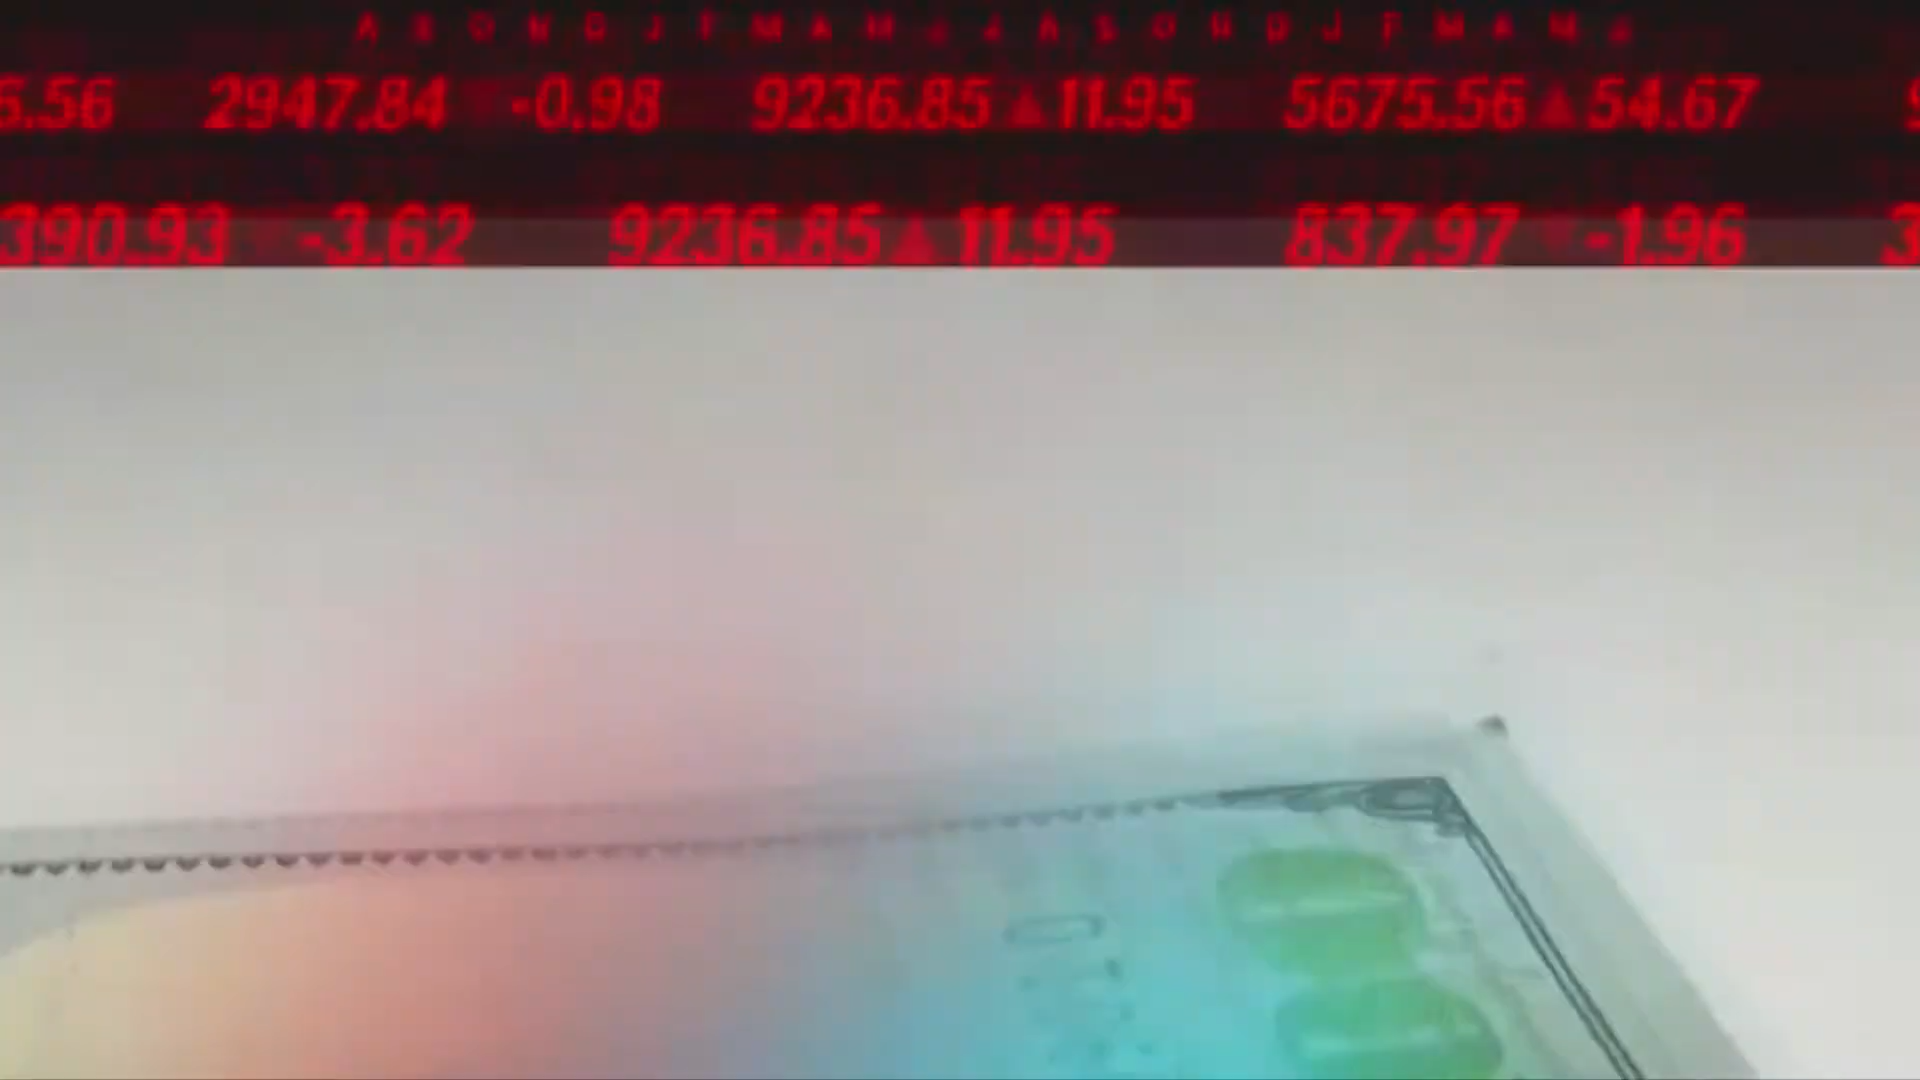 A S O N D J F M A M J J A S O N D J F M A M J
5.56 2947.84 -0.98 9236.85 ▲ 11.95 5675.56 ▲ 54.67
390.93 -3.62 9236.85 ▲ 11.95 837.97 -1.96